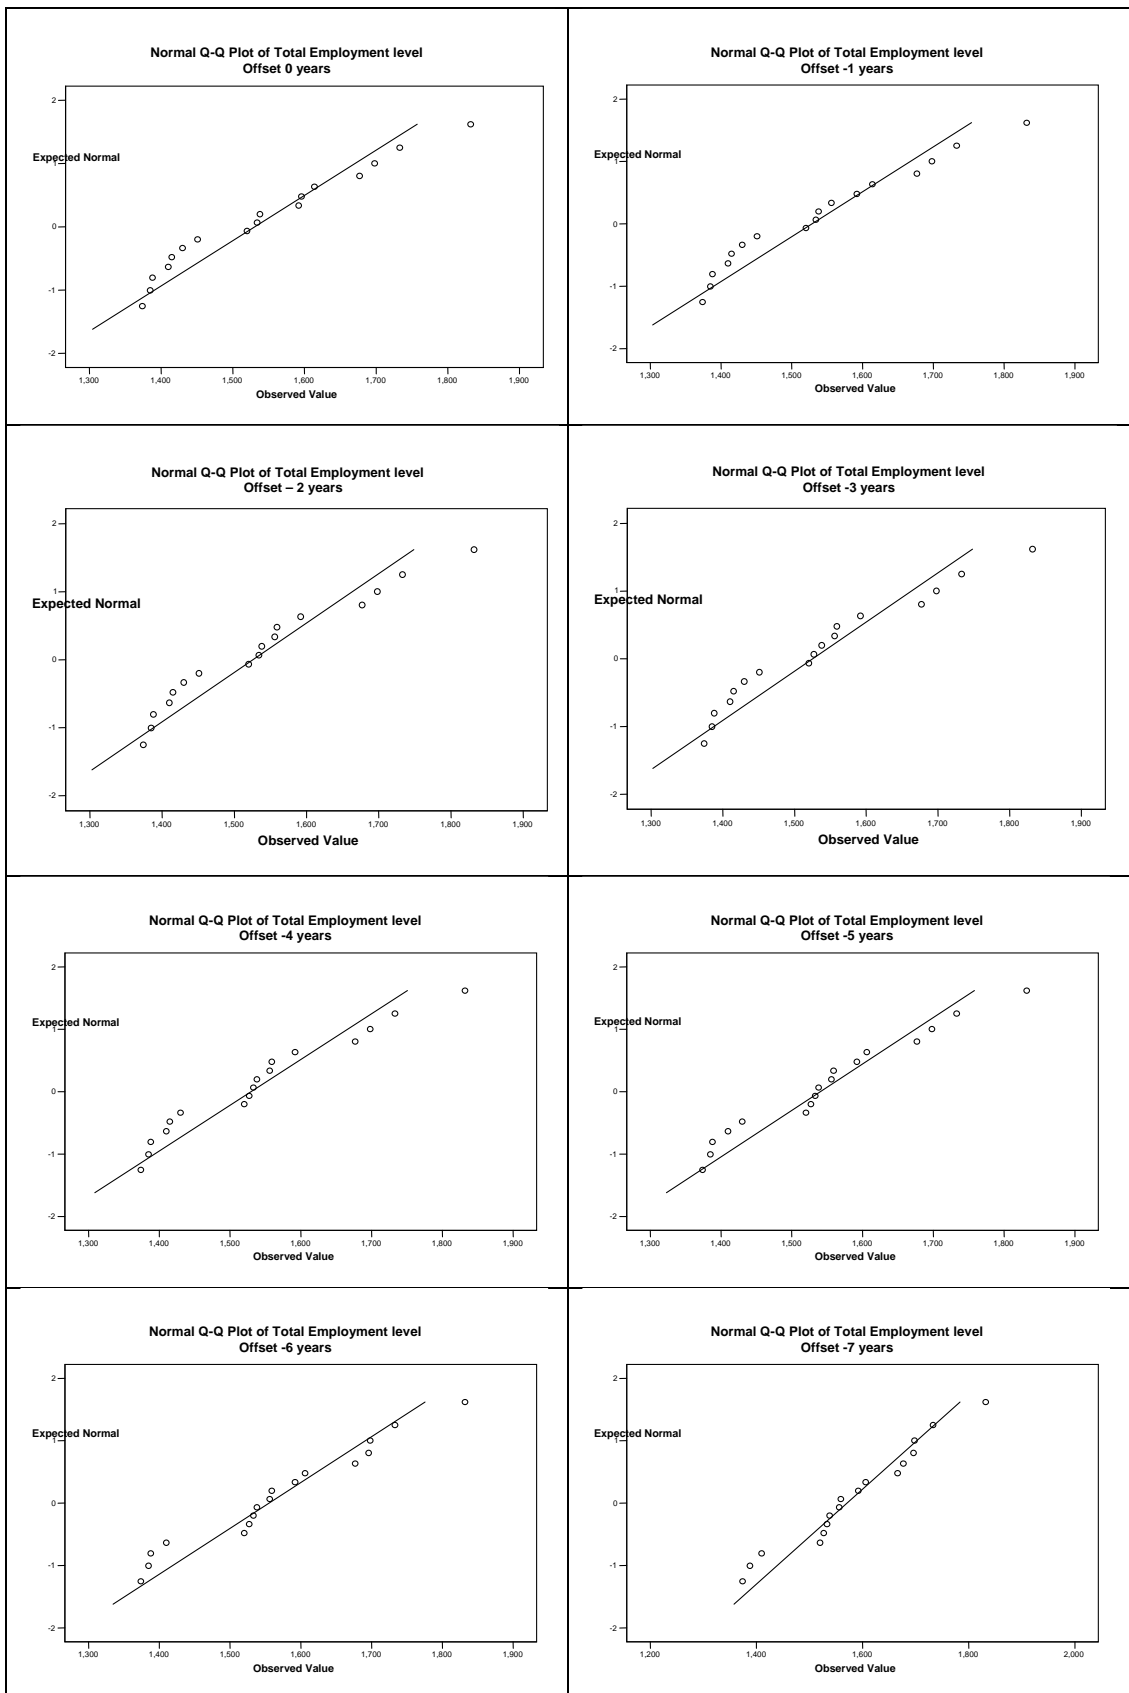 Normal Q-Q Plot of Total Employment level
Offset 0 years
2
Expected Normal
1
0
-1
-2
1,300 1,400 1,500 1,600 1,700 1,800 1,900
Observed Value
Normal Q-Q Plot of Total Employment level
Offset -1 years
2
Expected Normal
1
0
-1
-2
1,300 1,400 1,500 1,600 1,700 1,800 1,900
Observed Value
Normal Q-Q Plot of Total Employment level
Offset – 2 years
2
1
Expected Normal
0
-1
-2
1,300 1,400 1,500 1,600 1,700 1,800 1,900
Observed Value
Normal Q-Q Plot of Total Employment level
Offset -3 years
2
1
Expected Normal
0
-1
-2
1,300 1,400 1,500 1,600 1,700 1,800 1,900
Observed Value
Normal Q-Q Plot of Total Employment level
Offset -4 years
2
Expected Normal
1
0
-1
-2
1,300 1,400 1,500 1,600 1,700 1,800 1,900
Observed Value
Normal Q-Q Plot of Total Employment level
Offset -5 years
2
Expected Normal
1
0
-1
-2
1,300 1,400 1,500 1,600 1,700 1,800 1,900
Observed Value
Normal Q-Q Plot of Total Employment level
Offset -6 years
2
Expected Normal
1
0
-1
-2
1,300 1,400 1,500 1,600 1,700 1,800 1,900
Observed Value
Normal Q-Q Plot of Total Employment level
Offset -7 years
2
Expected Normal
1
0
-1
-2
1,200 1,400 1,600 1,800 2,000
Observed Value